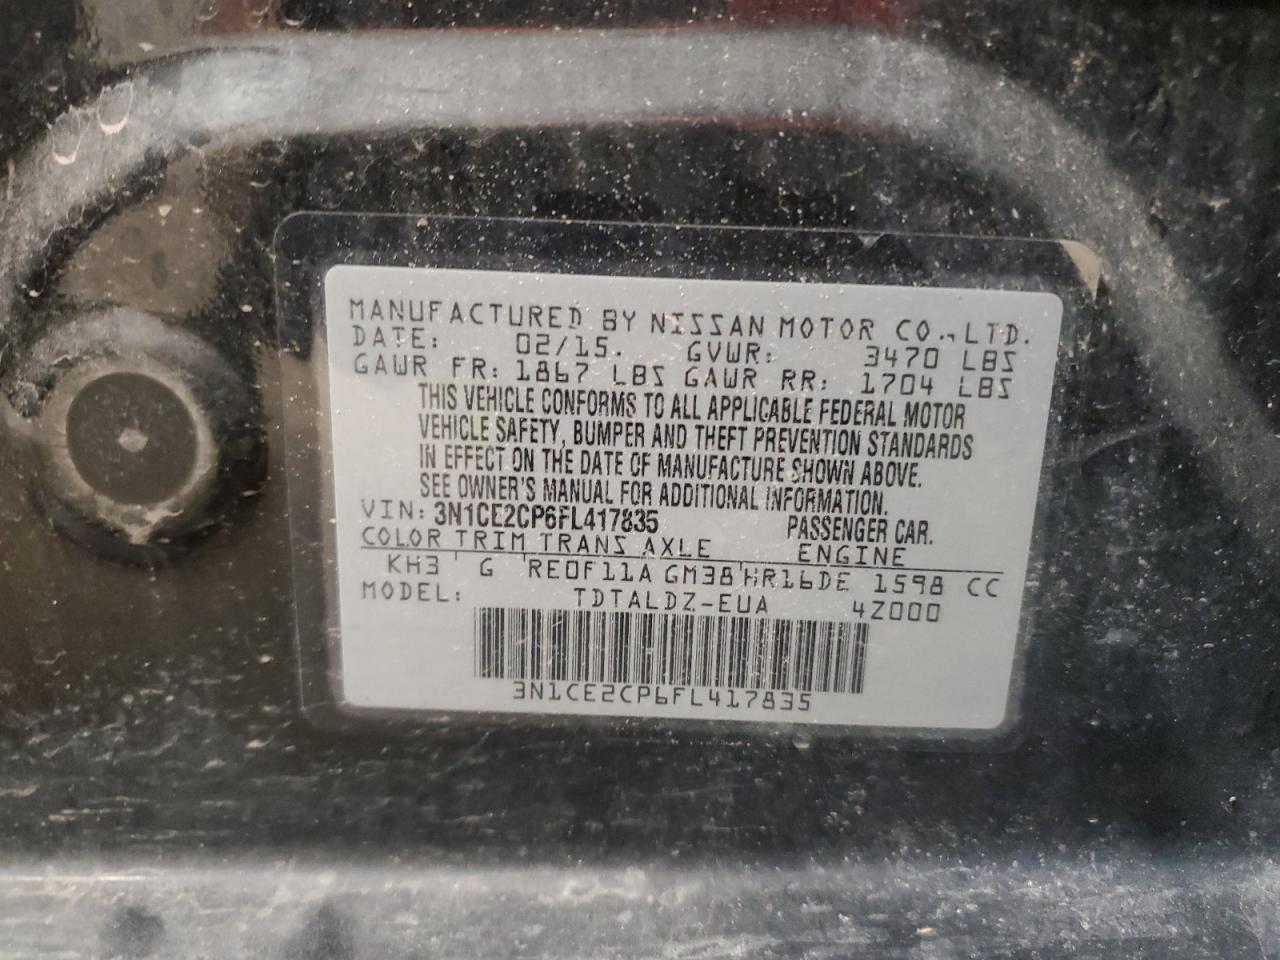 MANUFACTURED BY NISSAN MOTOR CO., LTD.
DATE: 02/15. GVWR: 3470 LBS
GAWR FR: 1867 LBS GAWR RR: 1704 LBS
THIS VEHICLE CONFORMS TO ALL APPLICABLE FEDERAL MOTOR
VEHICLE SAFETY, BUMPER AND THEFT PREVENTION STANDARDS
IN EFFECT ON THE DATE OF MANUFACTURE SHOWN ABOVE.
SEE OWNER'S MANUAL FOR ADDITIONAL INFORMATION.
VIN: 3N1CE2CP6FL417835 PASSENGER CAR.
COLOR TRIM TRANS AXLE ENGINE
KH3 G RE0F11A GM38 HR16DE 1598 CC
MODEL: TDTALDZ-EUA 4Z000
3N1CE2CP6FL417835